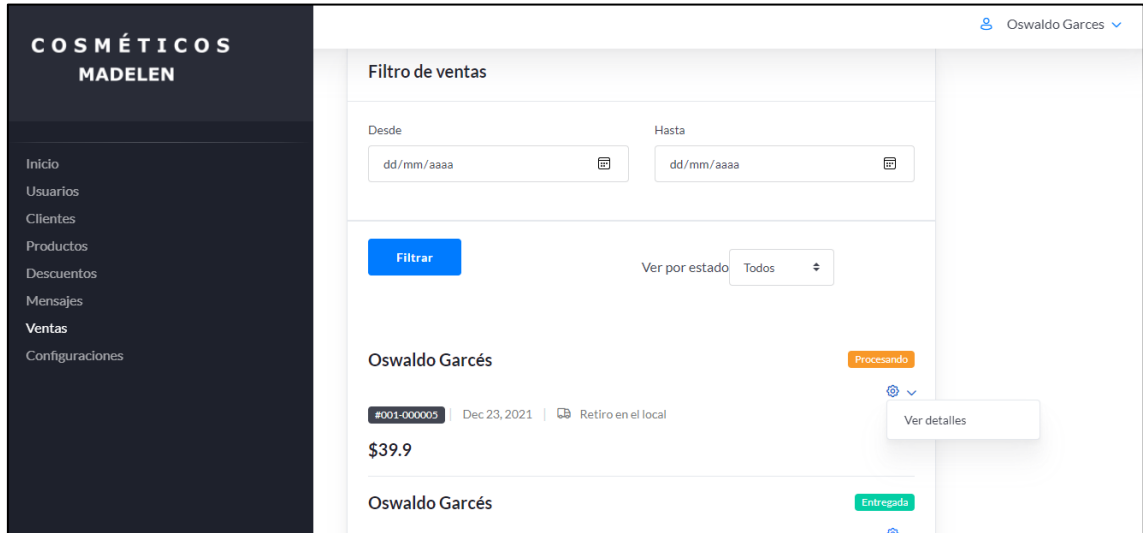 COSMÉTICOS
MADELEN
Oswaldo Garces
Inicio
Usuarios
Clientes
Productos
Descuentos
Mensajes
Ventas
Configuraciones
Filtro de ventas
Desde
Hasta
dd/mm/aaaa
dd/mm/aaaa
Filtrar
Ver por estado
Todos
Oswaldo Garcés
Procesando
#001-000005
Dec 23, 2021
Retiro en el local
Ver detalles
$39.9
Oswaldo Garcés
Entregada